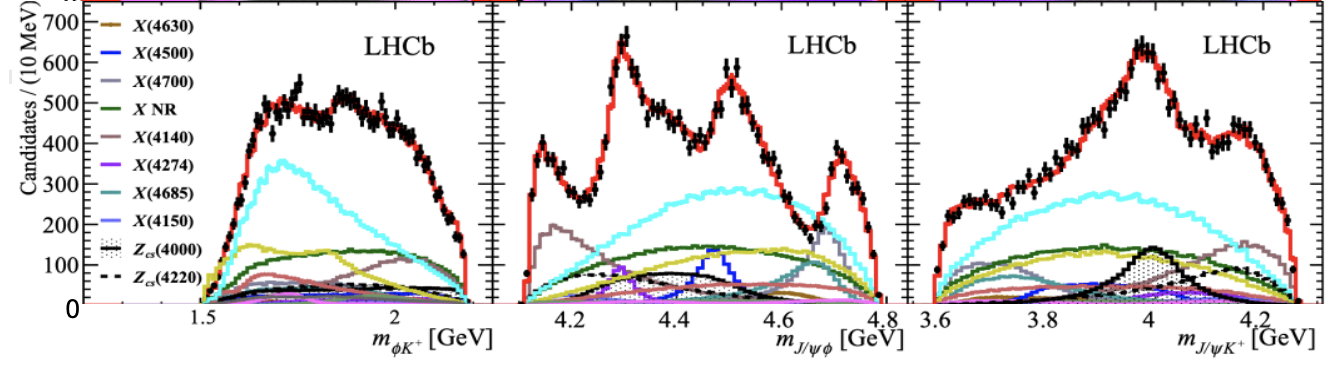 Candidates / (10 MeV)
700
600
500
400
300
200
100
0
X(4630)
X(4500)
X(4700)
X NR
X(4140)
X(4274)
X(4685)
X(4150)
Zcs(4000)
Zcs(4220)
LHCb
LHCb
LHCb
1.5 2
4.2 4.4 4.6 4.8
3.6 3.8 4 4.2
mϕK+ [GeV]
mJ/ψϕ [GeV]
mJ/ψK+ [GeV]